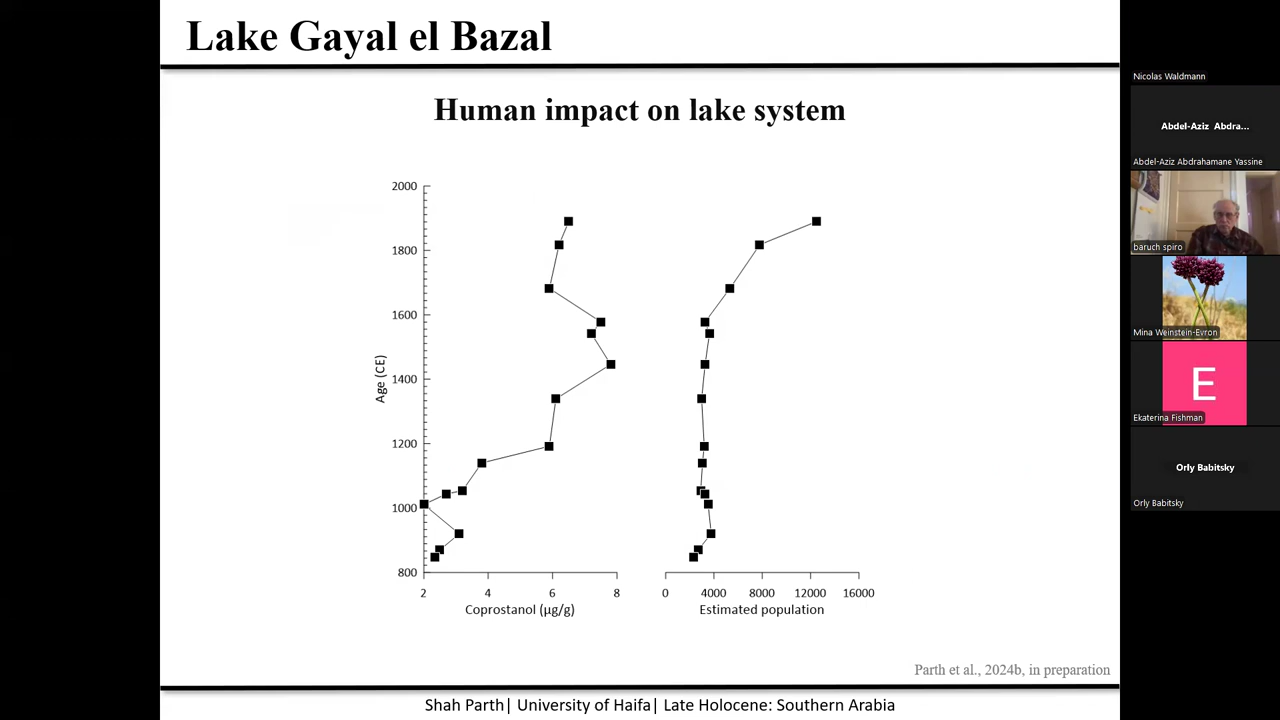 Lake Gayal el Bazal
Human impact on lake system
2000
1800
1600
1400
1200
1000
800
Age (CE)
2 4 6 8
Coprostanol (µg/g)
0 4000 8000 12000 16000
Estimated population
Parth et al., 2024b, in preparation
Shah Parth| University of Haifa| Late Holocene: Southern Arabia
Nicolas Waldmann
Abdel-Aziz Abdra...
Abdel-Aziz Abdrahamane Yassine
baruch spiro
Mina Weinstein-Evron
E
Ekaterina Fishman
Orly Babitsky
Orly Babitsky